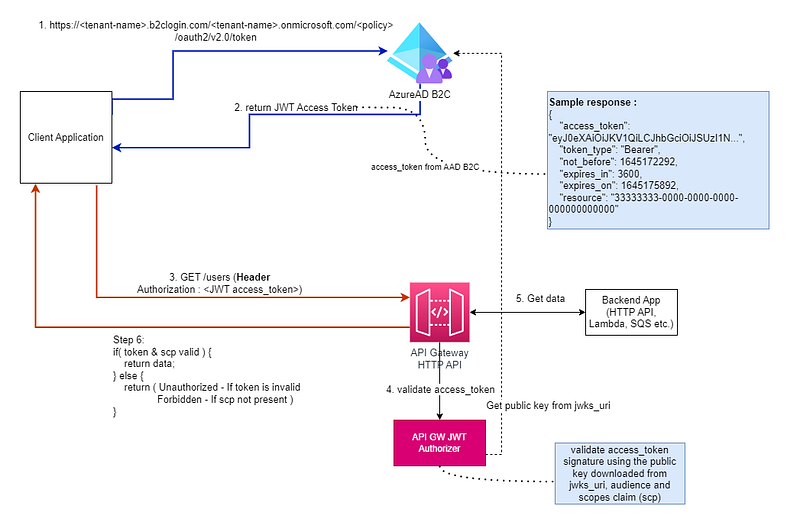 1. https://<tenant-name>.b2clogin.com/<tenant-name>.onmicrosoft.com/<policy>
/oauth2/v2.0/token
AzureAD B2C
2. return JWT Access Token
Client Application
access_token from AAD B2C
Sample response :
{
"access_token":
"eyJ0eXAiOiJKV1QiLCJhbGciOiJSUzI1N...",
"token_type": "Bearer",
"not_before": 1645172292,
"expires_in": 3600,
"expires_on": 1645175892,
"resource": "33333333-0000-0000-0000-
000000000000"
}
3. GET /users (Header
Authorization : <JWT access_token>)
API Gateway
HTTP API
5. Get data
Backend App
(HTTP API,
Lambda, SQS etc.)
Step 6:
if( token & scp valid ) {
return data;
} else {
return ( Unauthorized - If token is invalid
Forbidden - If scp not present )
}
4. validate access_token
Get public key from jwks_uri
API GW JWT
Authorizer
validate access_token
signature using the public
key downloaded from
jwks_uri, audience and
scopes claim (scp)